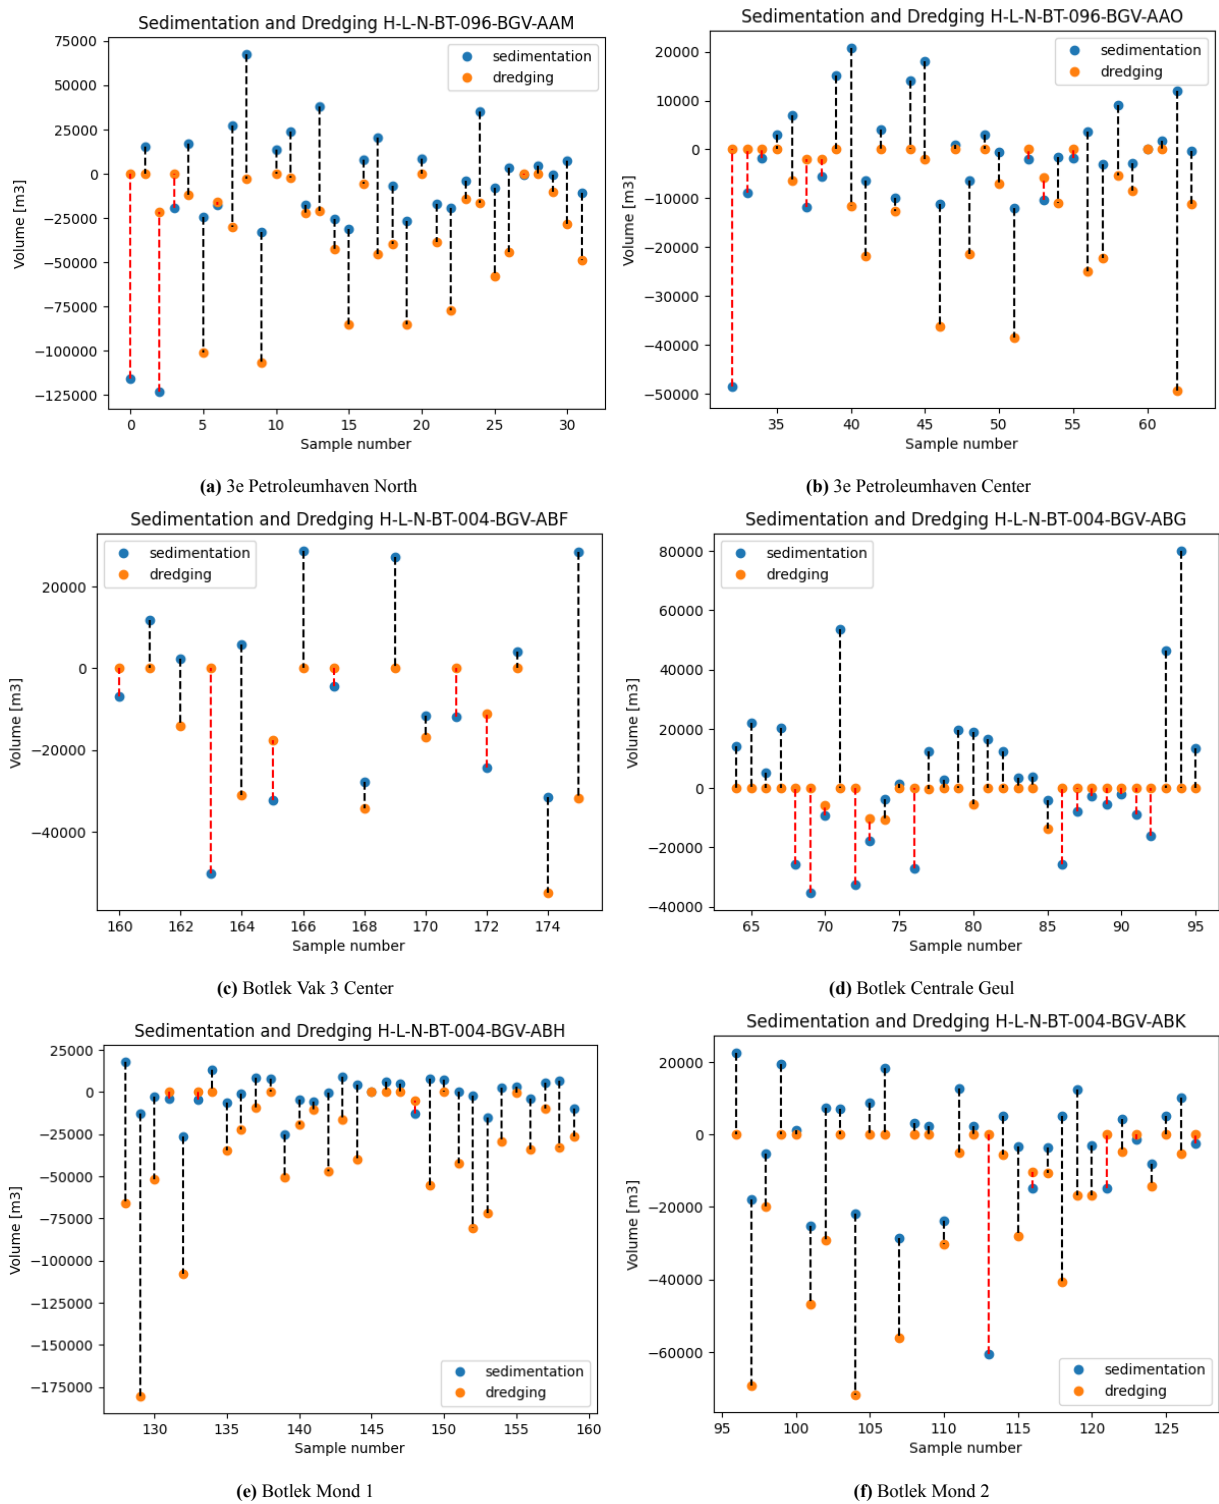 Sedimentation and Dredging H-L-N-BT-096-BGV-AAM
sedimentation
dredging
75000
50000
25000
0
−25000
−50000
−75000
−100000
−125000
Volume [m3]
0 5 10 15 20 25 30
Sample number
(a) 3e Petroleumhaven North
Sedimentation and Dredging H-L-N-BT-096-BGV-AAO
sedimentation
dredging
20000
10000
0
−10000
−20000
−30000
−40000
−50000
Volume [m3]
35 40 45 50 55 60
Sample number
(b) 3e Petroleumhaven Center
Sedimentation and Dredging H-L-N-BT-004-BGV-ABF
sedimentation
dredging
20000
0
−20000
−40000
Volume [m3]
160 162 164 166 168 170 172 174
Sample number
(c) Botlek Vak 3 Center
Sedimentation and Dredging H-L-N-BT-004-BGV-ABG
sedimentation
dredging
80000
60000
40000
20000
0
−20000
−40000
Volume [m3]
65 70 75 80 85 90 95
Sample number
(d) Botlek Centrale Geul
Sedimentation and Dredging H-L-N-BT-004-BGV-ABH
25000
0
−25000
−50000
−75000
−100000
−125000
−150000
−175000
Volume [m3]
sedimentation
dredging
130 135 140 145 150 155 160
Sample number
(e) Botlek Mond 1
Sedimentation and Dredging H-L-N-BT-004-BGV-ABK
20000
0
−20000
−40000
−60000
Volume [m3]
sedimentation
dredging
95 100 105 110 115 120 125
Sample number
(f) Botlek Mond 2